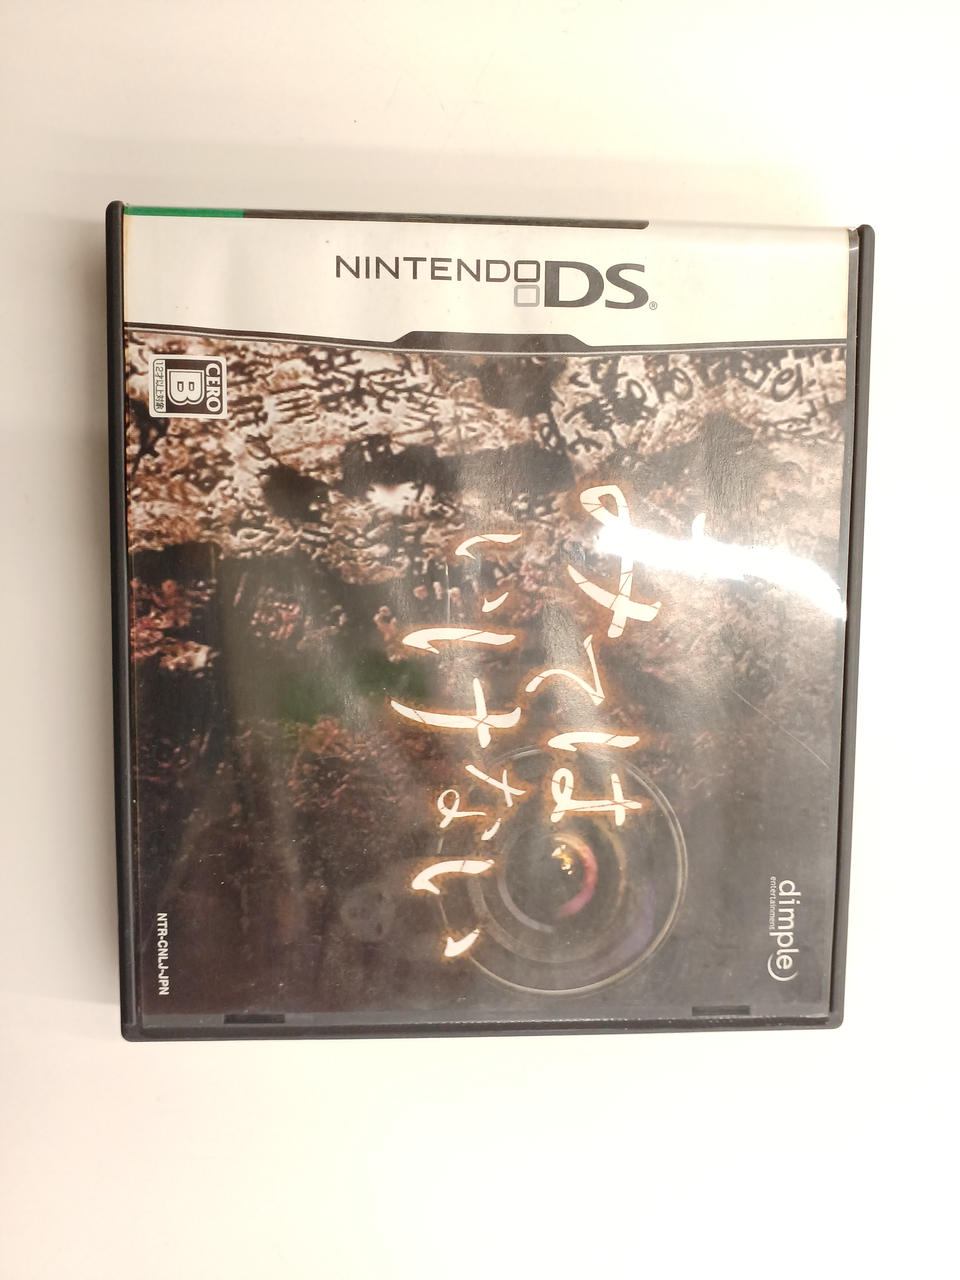 NINTENDO DS®
CERO
B
12才以上対象
みては
いけない
dimple
entertainment
NTR-CNLJ-JPN